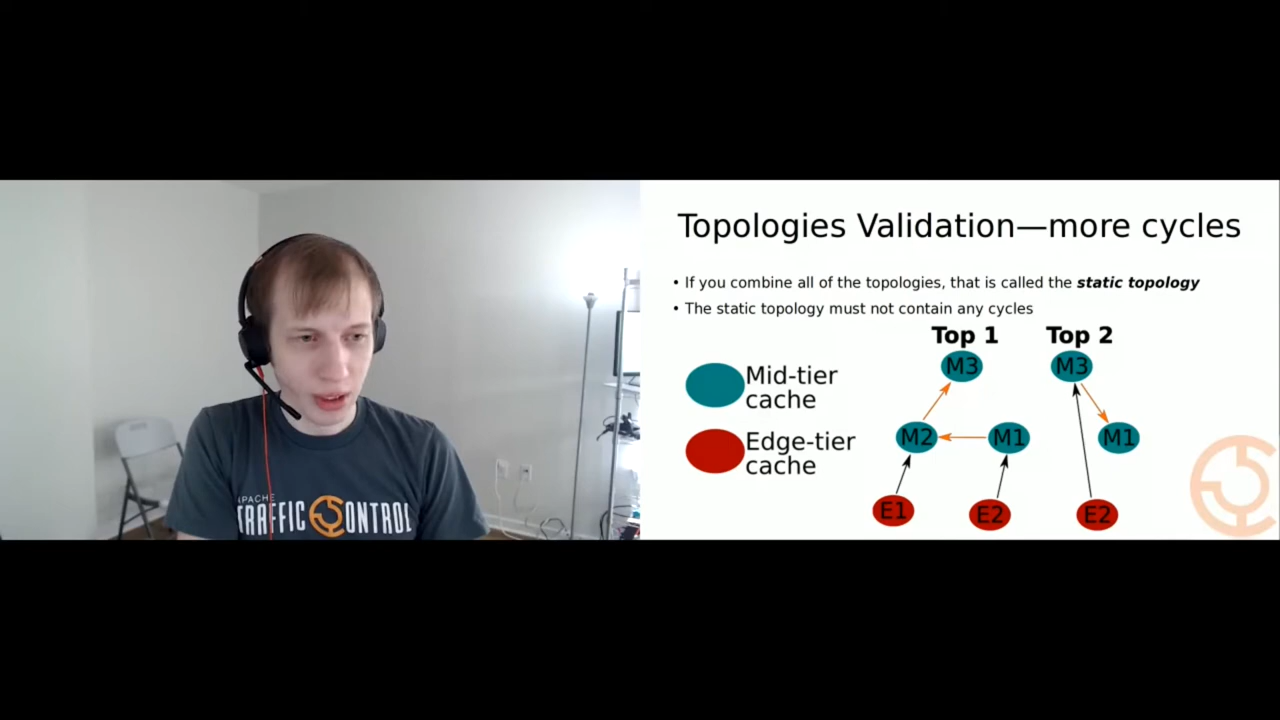 Topologies Validation—more cycles
• If you combine all of the topologies, that is called the static topology
• The static topology must not contain any cycles
Top 1
Top 2
M3
M3
Mid-tier
cache
M2
M1
M1
Edge-tier
cache
E1
E2
E2
APACHE
TRAFFIC CONTROL